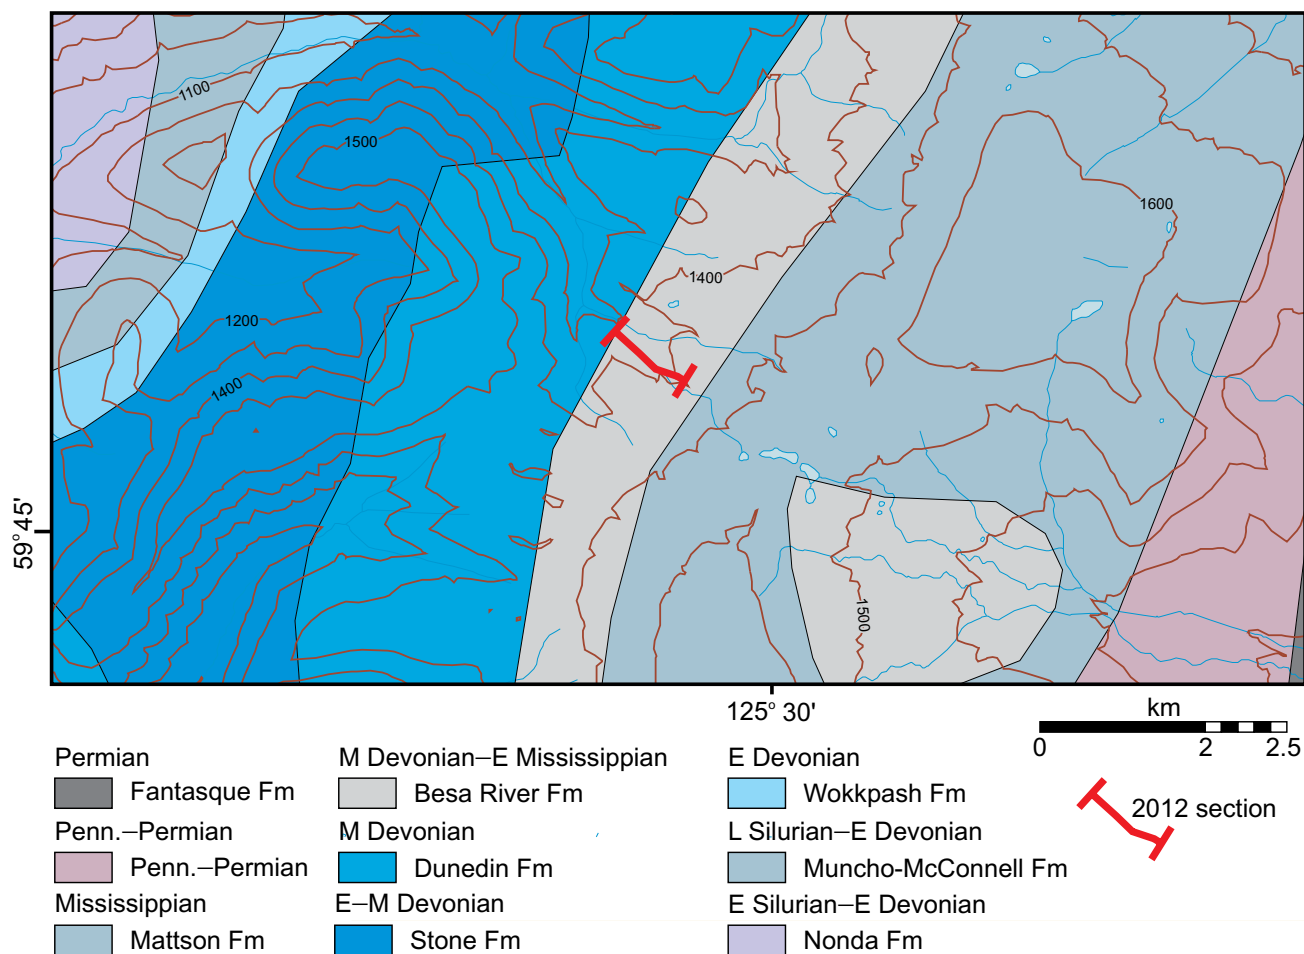 1100
1500
1600
1400
1200
1400
1500
59° 45'
125° 30'
km
0 2 2.5
2012 section
Permian
Fantasque Fm
Penn.–Permian
Penn.–Permian
Mississippian
Mattson Fm
M Devonian–E Mississippian
Besa River Fm
M Devonian
Dunedin Fm
E–M Devonian
Stone Fm
E Devonian
Wokkpash Fm
L Silurian–E Devonian
Muncho-McConnell Fm
E Silurian–E Devonian
Nonda Fm